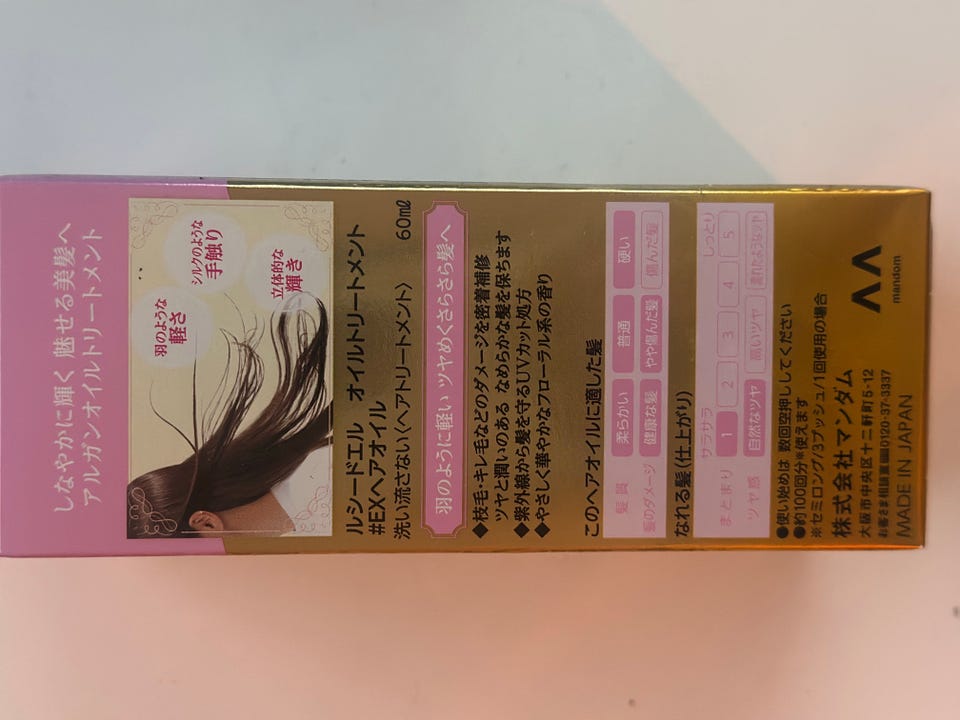 しなやかに輝く 魅せる美髪へ
アルガンオイルトリートメント
羽のような
軽さ
シルクのような
手触り
立体的な
輝き
ルシードエル オイルトリートメント
#EXヘアオイル
洗い流さない〈ヘアトリートメント〉 60mℓ
羽のように軽い ツヤめくさらさら髪へ
◆枝毛・キレ毛などのダメージを密着補修
ツヤと潤いのある なめらかな髪を保ちます
◆紫外線から髪を守るUVカット処方
◆やさしく華やかなフローラル系の香り
このヘアオイルに適した髪
髪質 柔らかい 普通 硬い
髪のダメージ 健康な髪 やや傷んだ髪 傷んだ髪
なれる髪(仕上がり)
サラサラ しっとり
まとまり 1 2 3 4 5
ツヤ感 自然なツヤ 高いツヤ 濡れたようなツヤ
●使い始めは 数回空押ししてください
●約100回分※使えます
※セミロング/3プッシュ/1回使用の場合
株式会社マンダム
大阪市中央区十二軒町5-12
お客さま相談室 0120-37-3337
MADE IN JAPAN
mandom